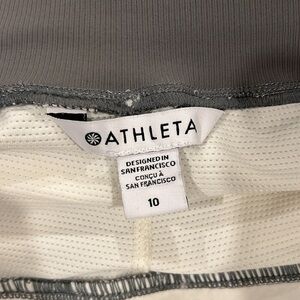 ATHLETA
DESIGNED IN
SAN FRANCISCO
CONÇU À
SAN FRANCISCO
10